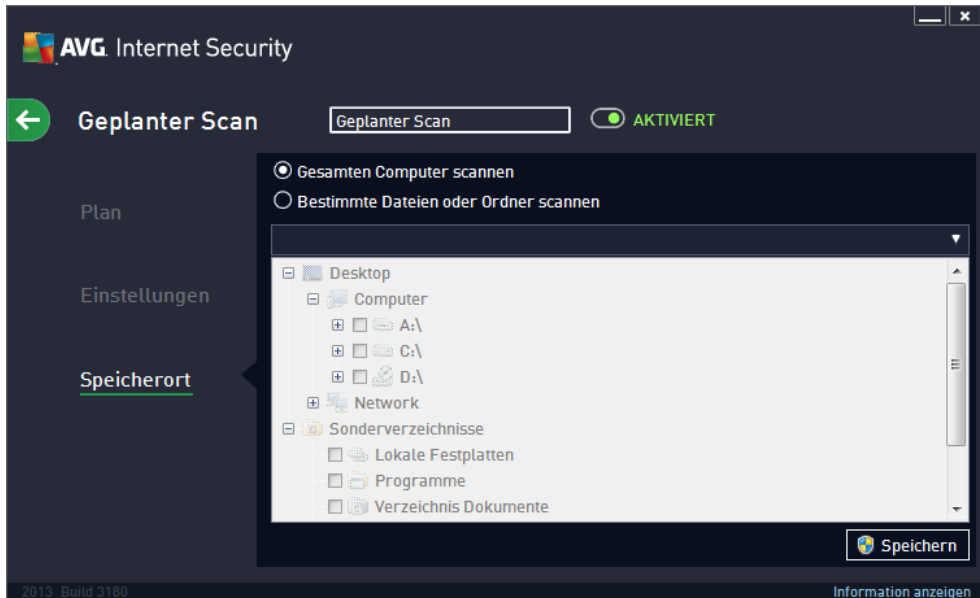 AVG. Internet Security
Geplanter Scan
Geplanter Scan
AKTIVIERT
Plan
Einstellungen
Speicherort
Gesamten Computer scannen
Bestimmte Dateien oder Ordner scannen
Desktop
Computer
A:\
C:\
D:\
Network
Sonderverzeichnisse
Lokale Festplatten
Programme
Verzeichnis Dokumente
Speichern
2013 Build 3180
Information anzeigen